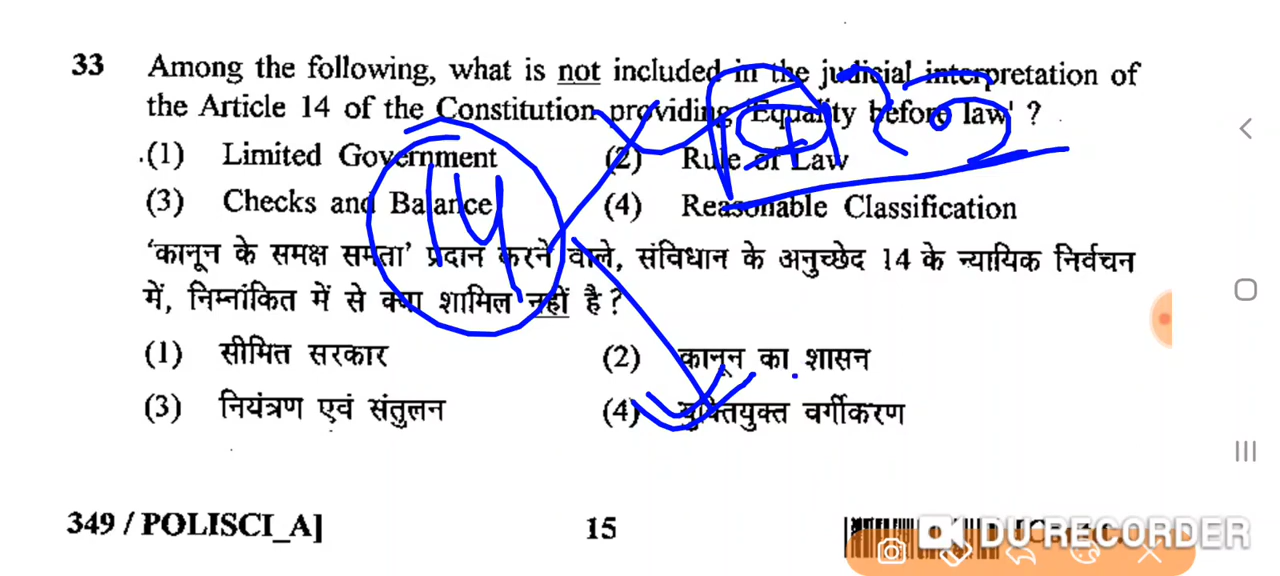 33 Among the following, what is not included in the judicial interpretation of
the Article 14 of the Constitution providing 'Equality before law' ?
(1) Limited Government (2) Rule of Law
(3) Checks and Balance (4) Reasonable Classification
14
'कानून के समक्ष समता' प्रदान करने वाले, संविधान के अनुच्छेद 14 के न्यायिक निर्वचन
में, निम्नांकित में से क्या शामिल नहीं है ?
(1) सीमित सरकार (2) कानून का शासन
(3) नियंत्रण एवं संतुलन (4) युक्तियुक्त वर्गीकरण
349 / POLISCI_A] 15
DU RECORDER